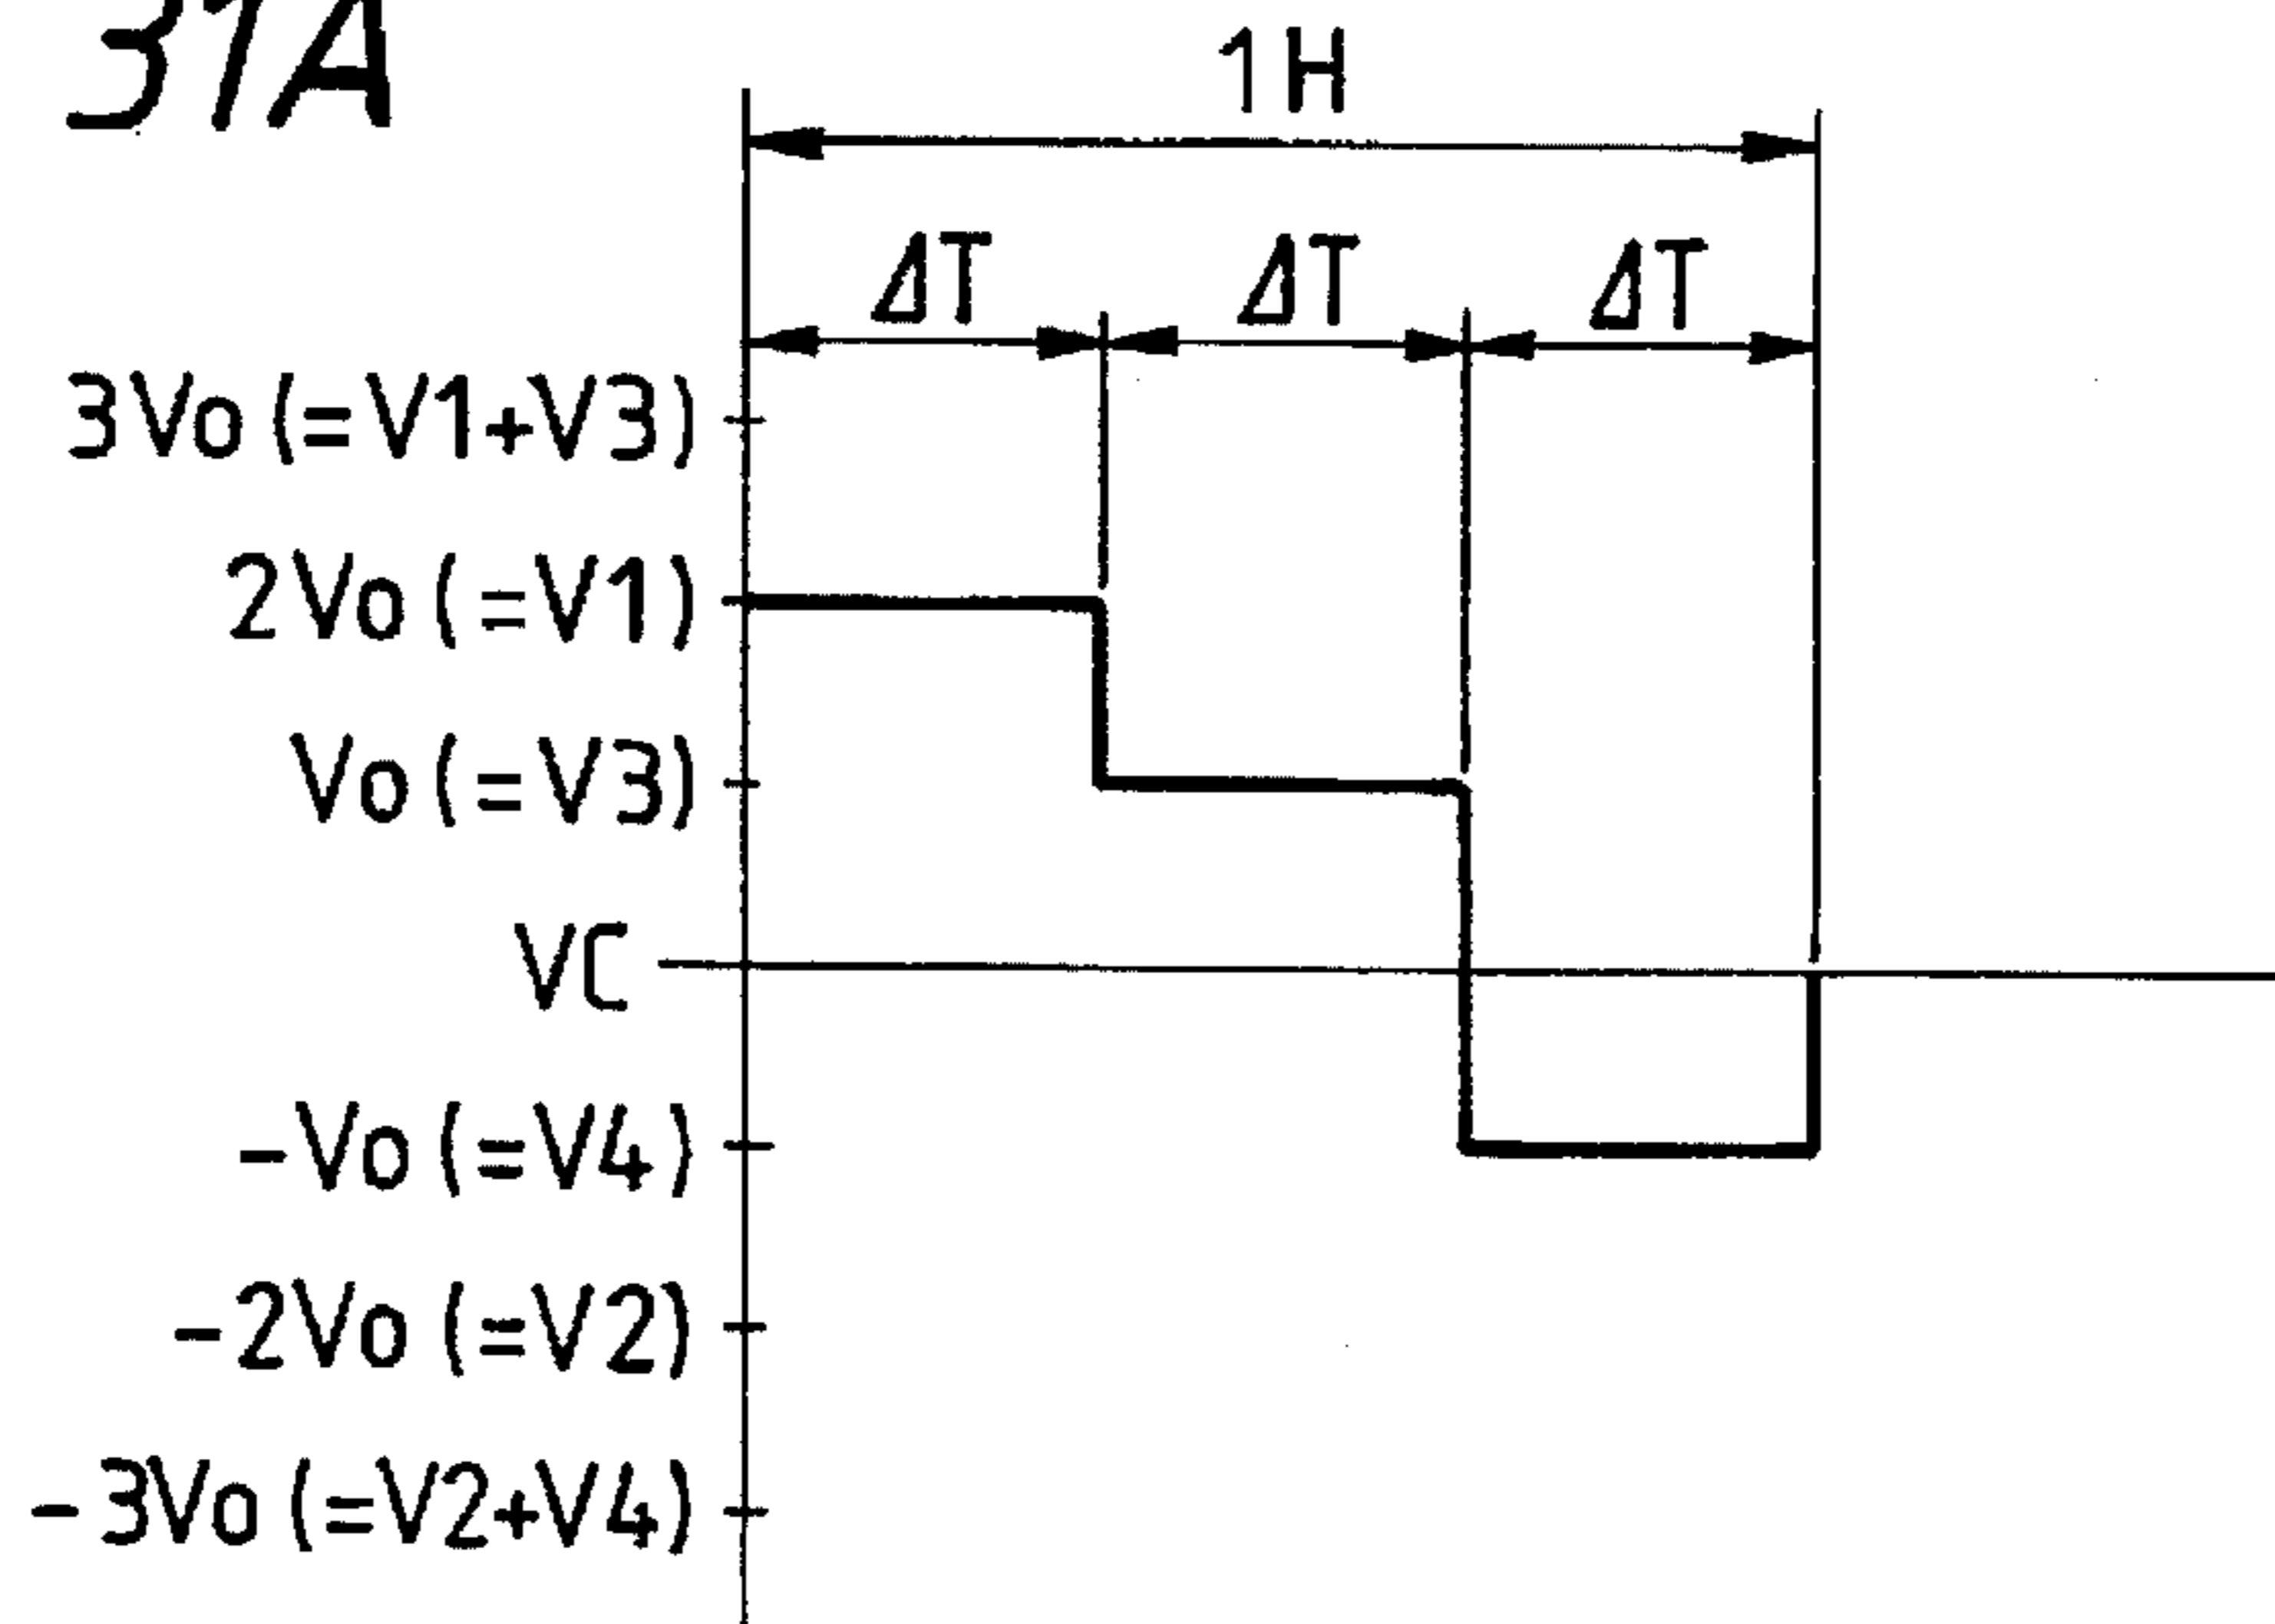 31A
1H
ΔT ΔT ΔT
3Vo (=V1+V3)
2Vo (=V1)
Vo (=V3)
VC
-Vo (=V4)
-2Vo (=V2)
-3Vo (=V2+V4)